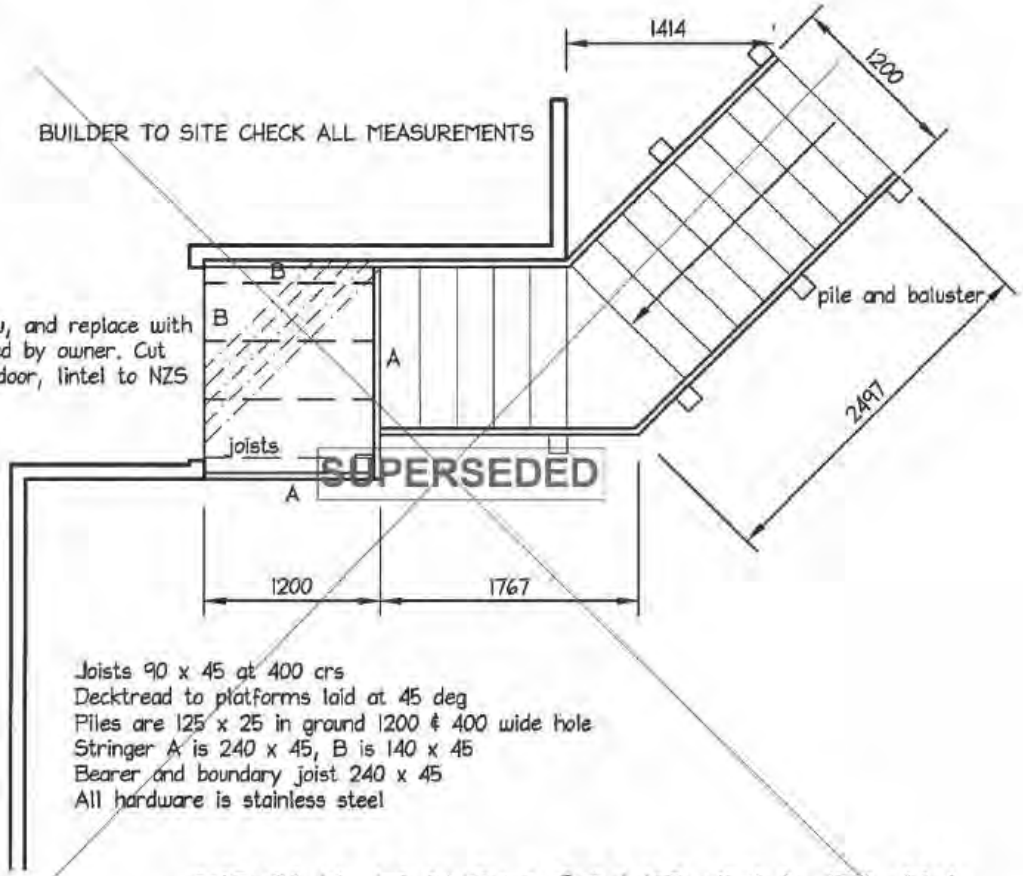 1414
1200
BUILDER TO SITE CHECK ALL MEASUREMENTS
B
B
A
pile and baluster
and replace with
by owner. Cut
door, lintel to NZS
2497
joists
SUPERSEDED
A
1200
1767
Joists 90 x 45 at 400 crs
Decktread to platforms laid at 45 deg
Piles are 125 x 25 in ground 1200 & 400 wide hole
Stringer A is 240 x 45, B is 140 x 45
Bearer and boundary joist 240 x 45
All hardware is stainless steel